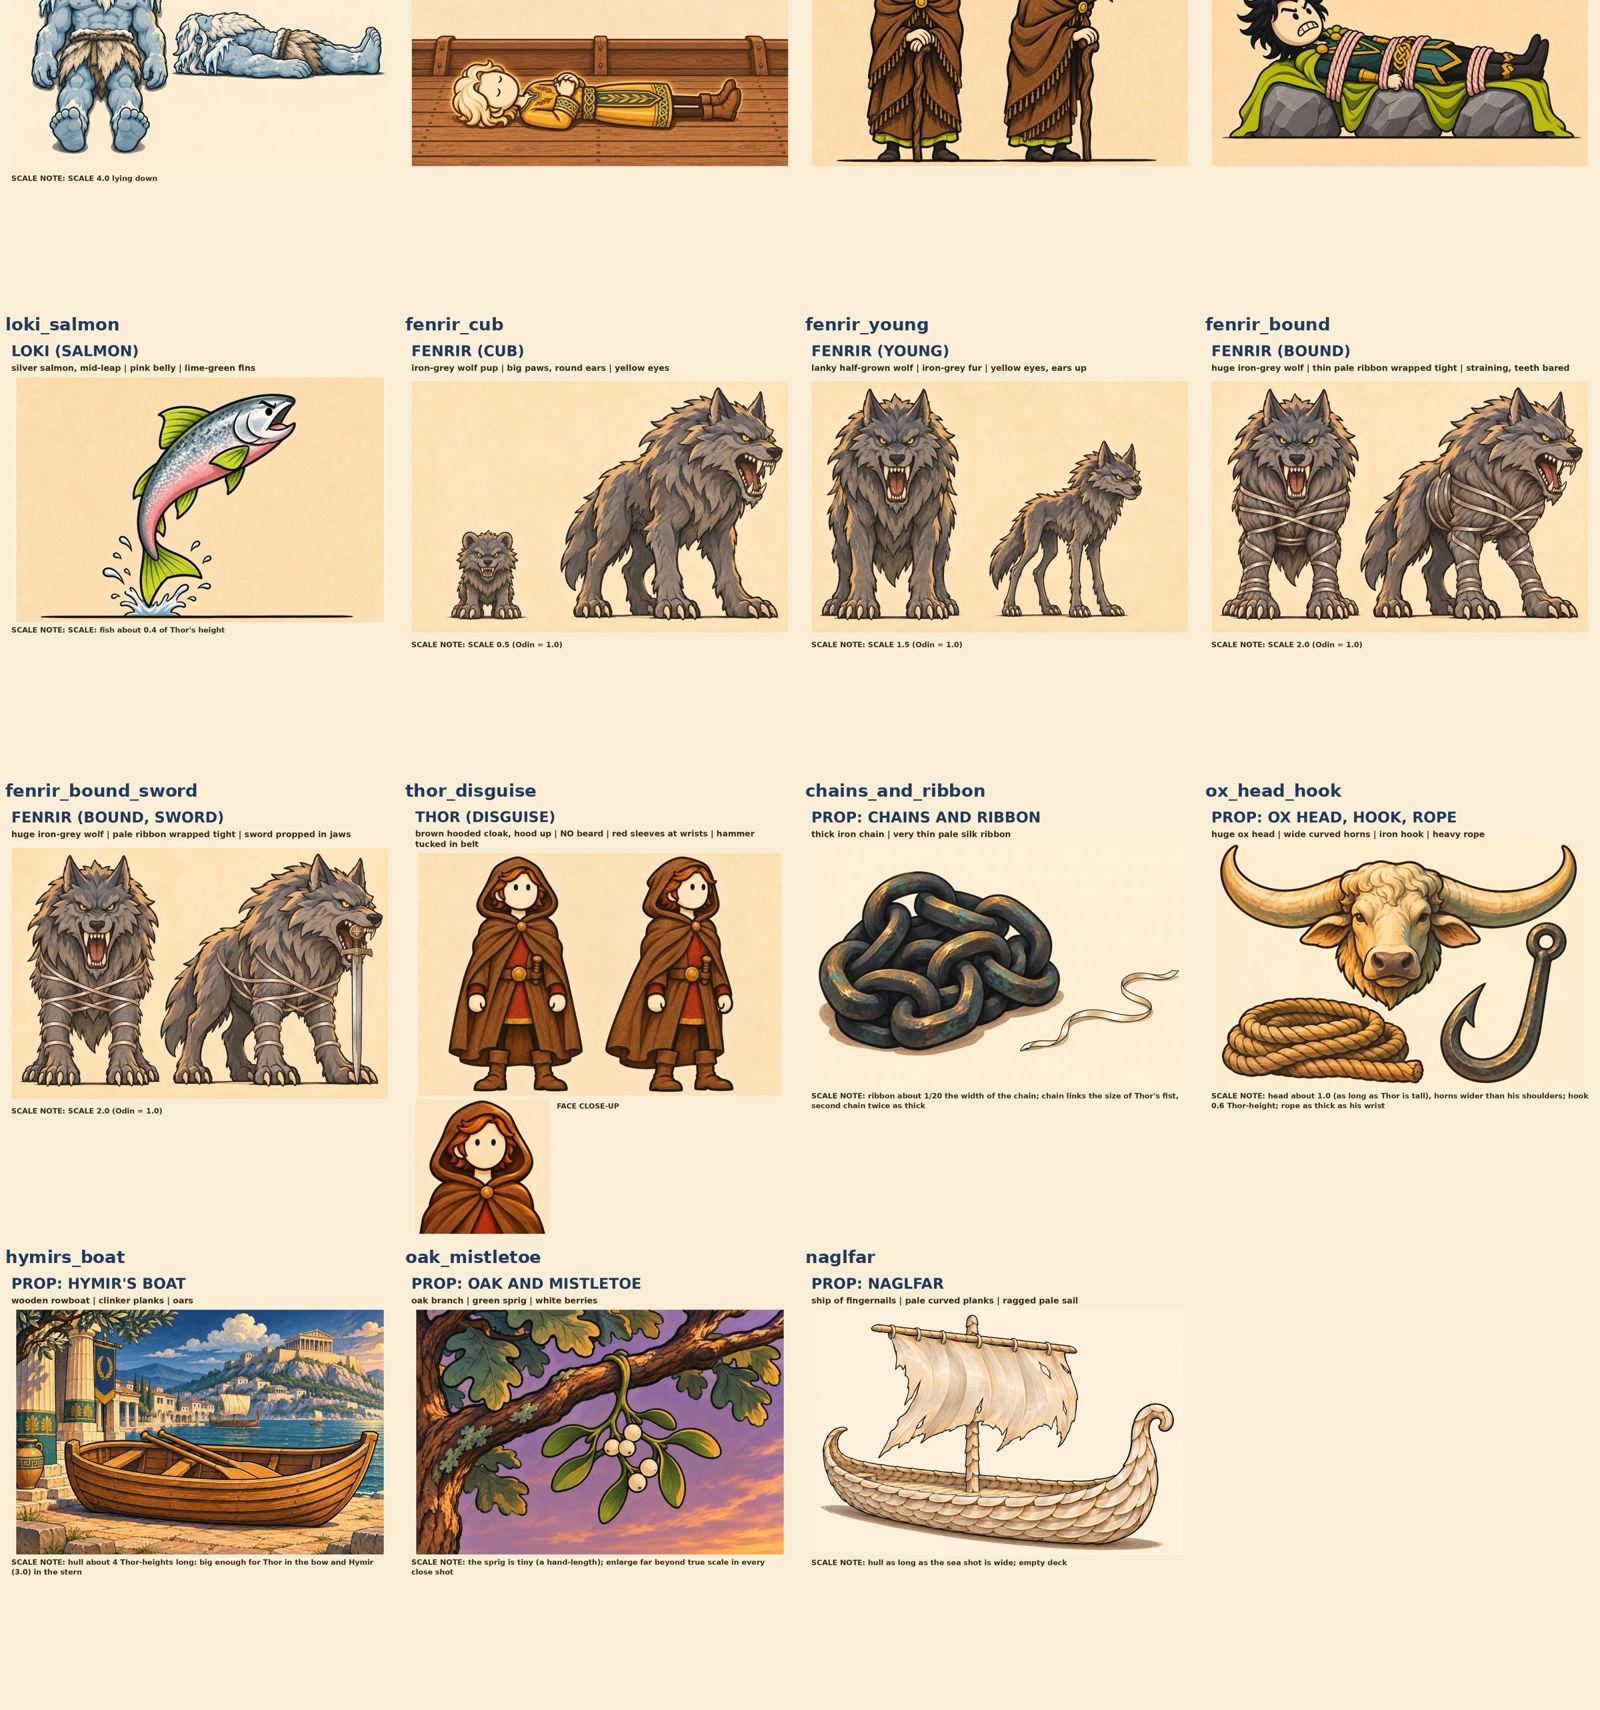 SCALE NOTE: SCALE 4.0 lying down
loki_salmon
LOKI (SALMON)
silver salmon, mid-leap | pink belly | lime-green fins
SCALE NOTE: SCALE: fish about 0.4 of Thor's height
fenrir_cub
FENRIR (CUB)
iron-grey wolf pup | big paws, round ears | yellow eyes
SCALE NOTE: SCALE 0.5 (Odin = 1.0)
fenrir_young
FENRIR (YOUNG)
lanky half-grown wolf | iron-grey fur | yellow eyes, ears up
SCALE NOTE: SCALE 1.5 (Odin = 1.0)
fenrir_bound
FENRIR (BOUND)
huge iron-grey wolf | thin pale ribbon wrapped tight | straining, teeth bared
SCALE NOTE: SCALE 2.0 (Odin = 1.0)
fenrir_bound_sword
FENRIR (BOUND, SWORD)
huge iron-grey wolf | pale ribbon wrapped tight | sword propped in jaws
SCALE NOTE: SCALE 2.0 (Odin = 1.0)
thor_disguise
THOR (DISGUISE)
brown hooded cloak, hood up | NO beard | red sleeves at wrists | hammer
tucked in belt
FACE CLOSE-UP
chains_and_ribbon
PROP: CHAINS AND RIBBON
thick iron chain | very thin pale silk ribbon
SCALE NOTE: ribbon about 1/20 the width of the chain; chain links the size of Thor's fist,
second chain twice as thick
ox_head_hook
PROP: OX HEAD, HOOK, ROPE
huge ox head | wide curved horns | iron hook | heavy rope
SCALE NOTE: head about 1.0 (as long as Thor is tall), horns wider than his shoulders; hook
0.6 Thor-height; rope as thick as his wrist
hymirs_boat
PROP: HYMIR'S BOAT
wooden rowboat | clinker planks | oars
SCALE NOTE: hull about 4 Thor-heights long: big enough for Thor in the bow and Hymir
(3.0) in the stern
oak_mistletoe
PROP: OAK AND MISTLETOE
oak branch | green sprig | white berries
SCALE NOTE: the sprig is tiny (a hand-length); enlarge far beyond true scale in every
close shot
naglfar
PROP: NAGLFAR
ship of fingernails | pale curved planks | ragged pale sail
SCALE NOTE: hull as long as the sea shot is wide; empty deck